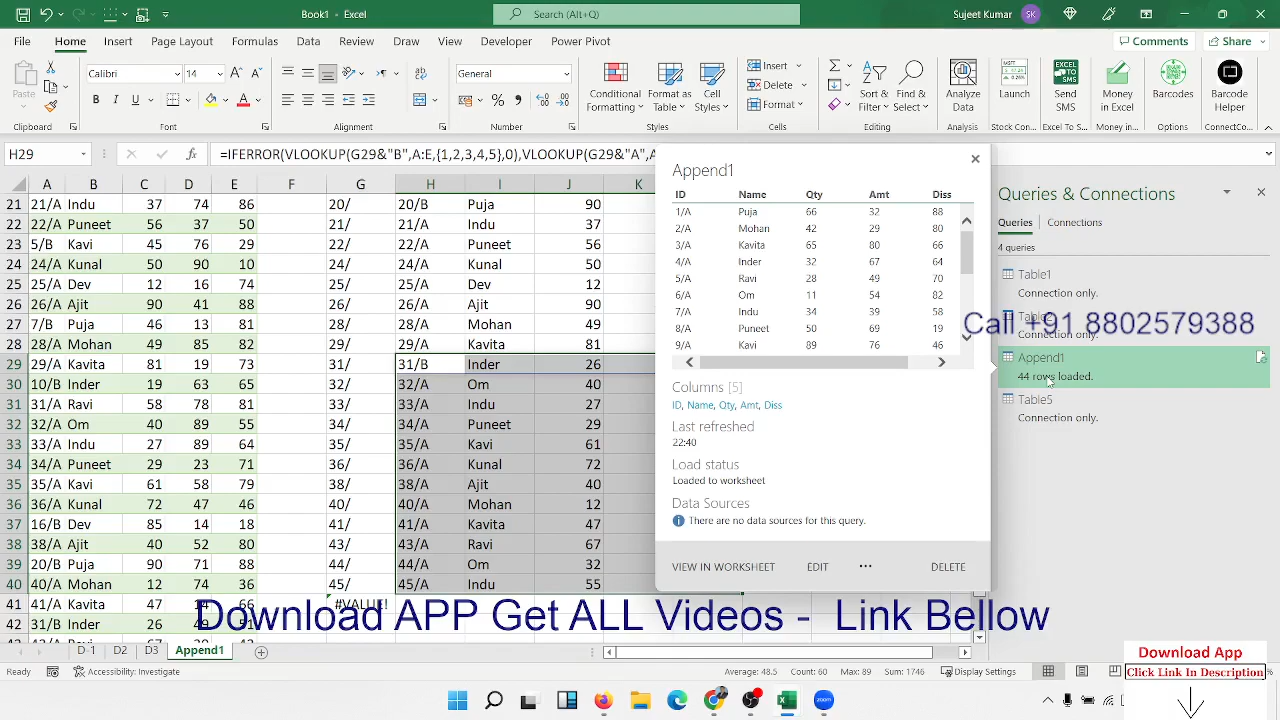 Book1 - Excel
Search (Alt+Q)
Sujeet Kumar SK
File Home Insert Page Layout Formulas Data Review Draw View Developer Power Pivot
Comments Share
Paste
Calibri 14
B I U
General
Conditional Formatting
Format as Table
Cell Styles
Insert
Delete
Format
Sort & Filter
Find & Select
Analyze Data
Launch
Send SMS
Money in Excel
Barcodes
Barcode Helper
Clipboard Font Alignment Number Styles Cells Editing Analysis
H29 fx =IFERROR(VLOOKUP(G29&"B",A:E,{1,2,3,4,5},0),VLOOKUP(G29&"A",A
A B C D E F G H I J K
21 21/A Indu 37 74 86 20/ 20/B Puja 90
22 22/A Puneet 56 37 50 21/ 21/A Indu 37
23 5/B Kavi 45 76 29 22/ 22/A Puneet 56
24 24/A Kunal 50 90 10 24/ 24/A Kunal 50
25 25/A Dev 12 16 74 25/ 25/A Dev 12
26 26/A Ajit 90 41 88 26/ 26/A Ajit 90
27 7/B Puja 46 13 81 28/ 28/A Mohan 49
28 28/A Mohan 49 85 82 29/ 29/A Kavita 81
29 29/A Kavita 81 19 73 31/ 31/B Inder 26
30 10/B Inder 19 63 65 32/ 32/A Om 40
31 31/A Ravi 58 78 81 33/ 33/A Indu 27
32 32/A Om 40 89 55 34/ 34/A Puneet 29
33 33/A Indu 27 89 64 35/ 35/A Kavi 61
34 34/A Puneet 29 23 71 36/ 36/A Kunal 72
35 35/A Kavi 61 58 79 38/ 38/A Ajit 40
36 36/A Kunal 72 47 46 40/ 40/A Mohan 12
37 16/B Dev 85 14 18 41/ 41/A Kavita 47
38 38/A Ajit 40 52 80 43/ 43/A Ravi 67
39 20/B Puja 90 71 88 44/ 44/A Om 32
40 40/A Mohan 12 74 36 45/ 45/A Indu 55
41 41/A Kavita 47 66 #VALUE!
42 31/B Inder 26
Append1
ID Name Qty Amt Diss
1/A Puja 66 32 88
2/A Mohan 42 29 80
3/A Kavita 65 80 66
4/A Inder 32 67 64
5/A Ravi 28 49 70
6/A Om 11 54 82
7/A Indu 34 39 58
8/A Puneet 50 69 19
9/A Kavi 89 76 46
Columns [5]
ID, Name, Qty, Amt, Diss
Last refreshed
22:40
Load status
Loaded to worksheet
Data Sources
There are no data sources for this query.
VIEW IN WORKSHEET EDIT ... DELETE
Queries & Connections
Queries Connections
4 queries
Table1
Connection only.
Call +91 8802579388
Append1
44 rows loaded.
Table5
Connection only.
Download APP Get ALL Videos - Link Bellow
D-1 D2 D3 Append1
Download App
Click Link In Description
Accessibility: Investigate
Average: 48.5 Count: 60 Max: 89 Sum: 1746 Display Settings
zoom